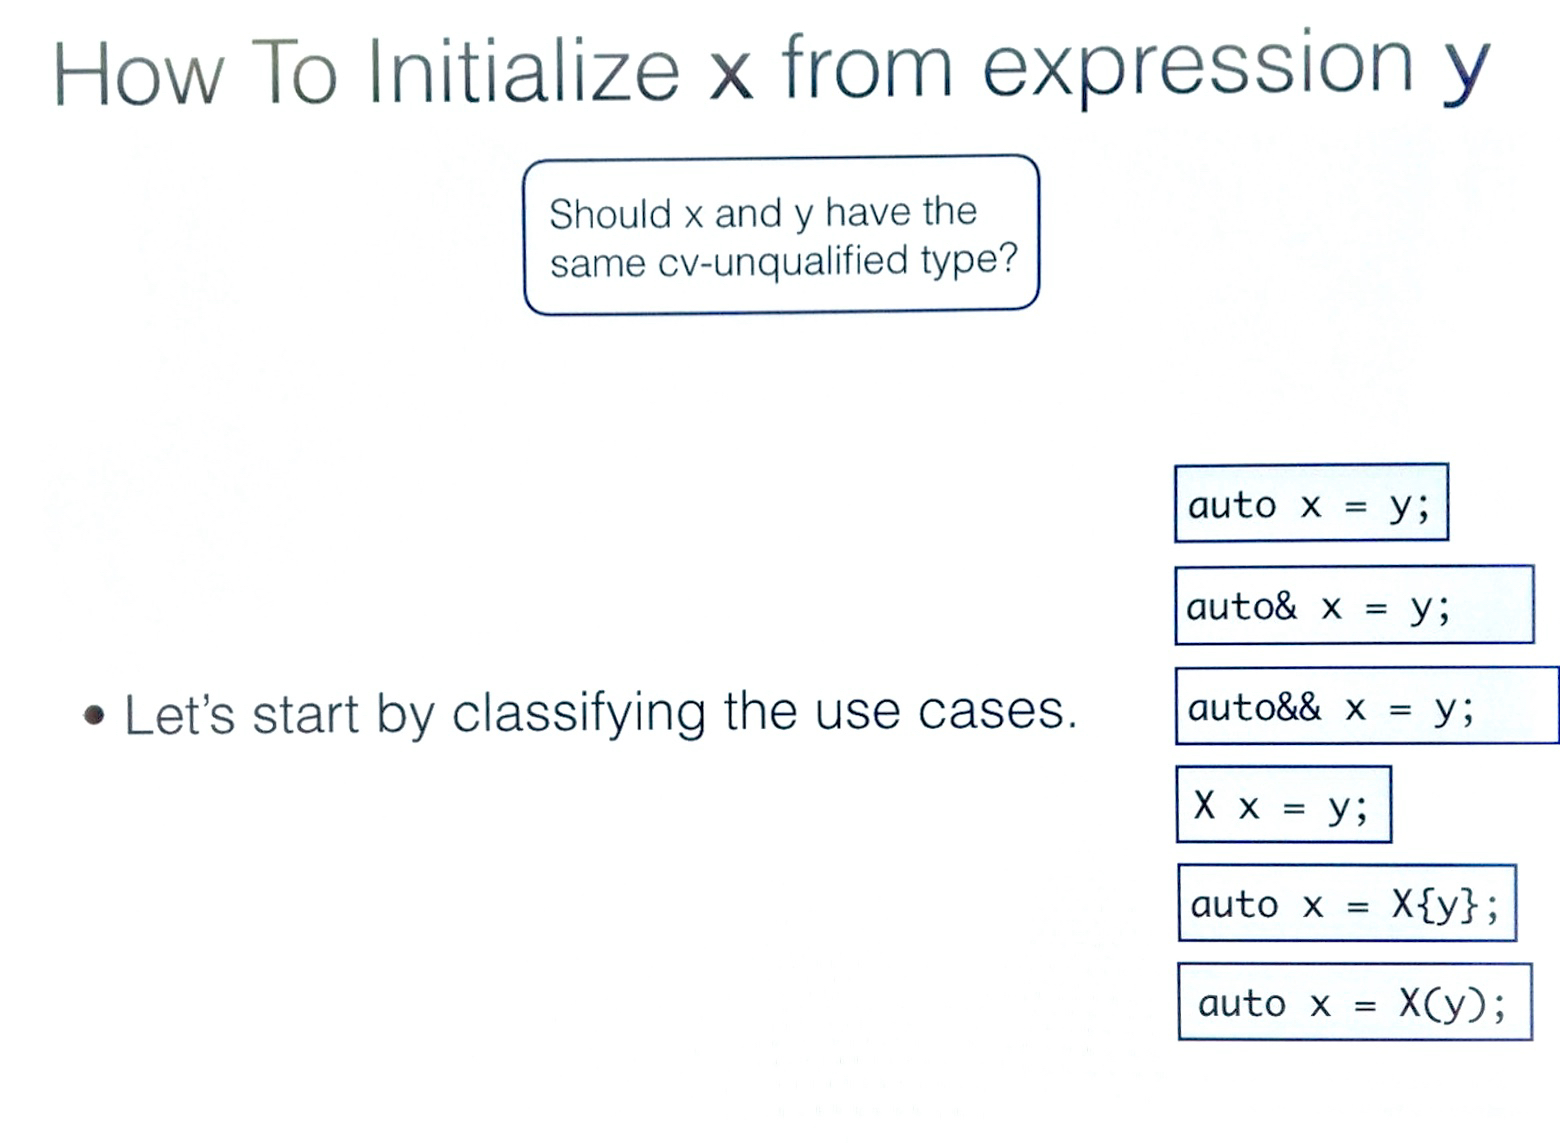 How To Initialize x from expression y
Should x and y have the
same cv-unqualified type?
auto x = y;
auto& x = y;
• Let's start by classifying the use cases.
auto&& x = y;
X x = y;
auto x = X{y};
auto x = X(y);